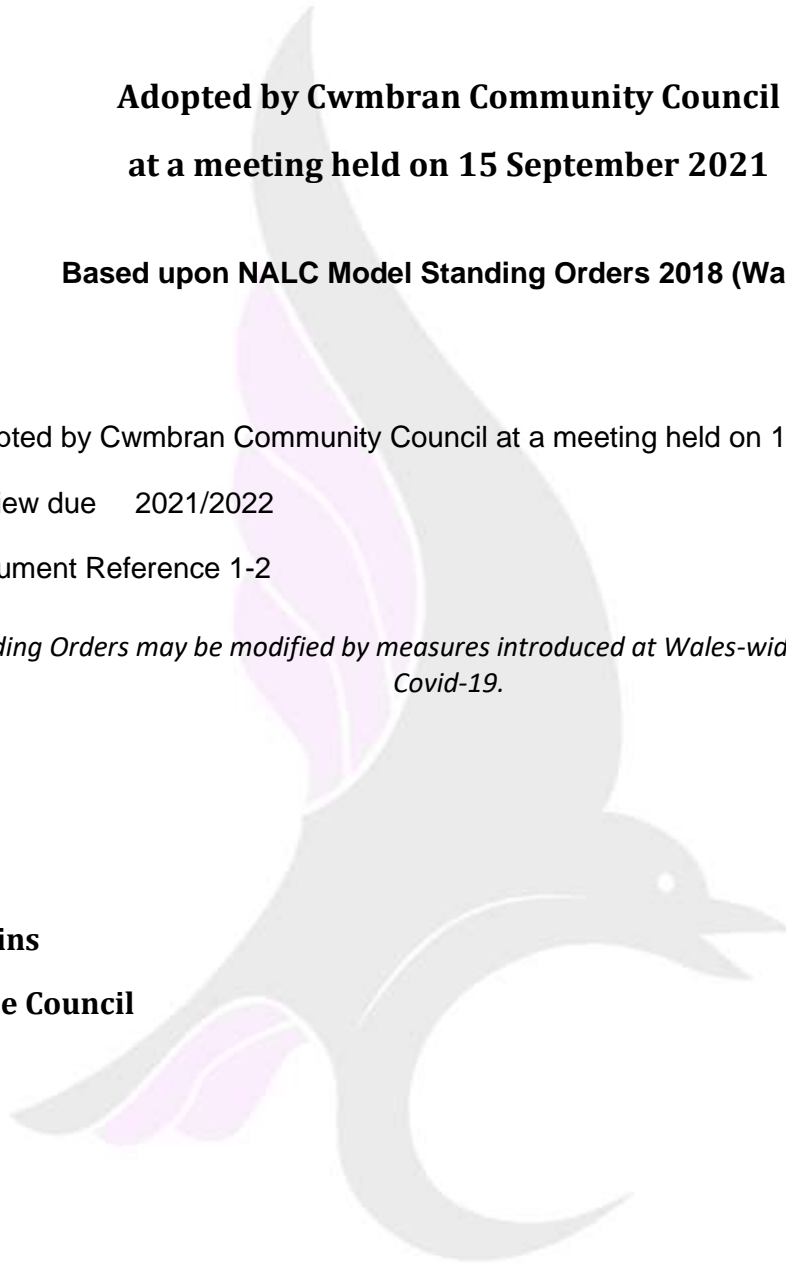 Adopted by Cwmbran Community Council
at a meeting held on 15 September 2021
Based upon NALC Model Standing Orders 2018 (Wa
oted by Cwmbran Community Council at a meeting held on 1
iew due 2021/2022
ument Reference 1-2
ding Orders may be modified by measures introduced at Wales-wid
Covid-19.
ins
e Council